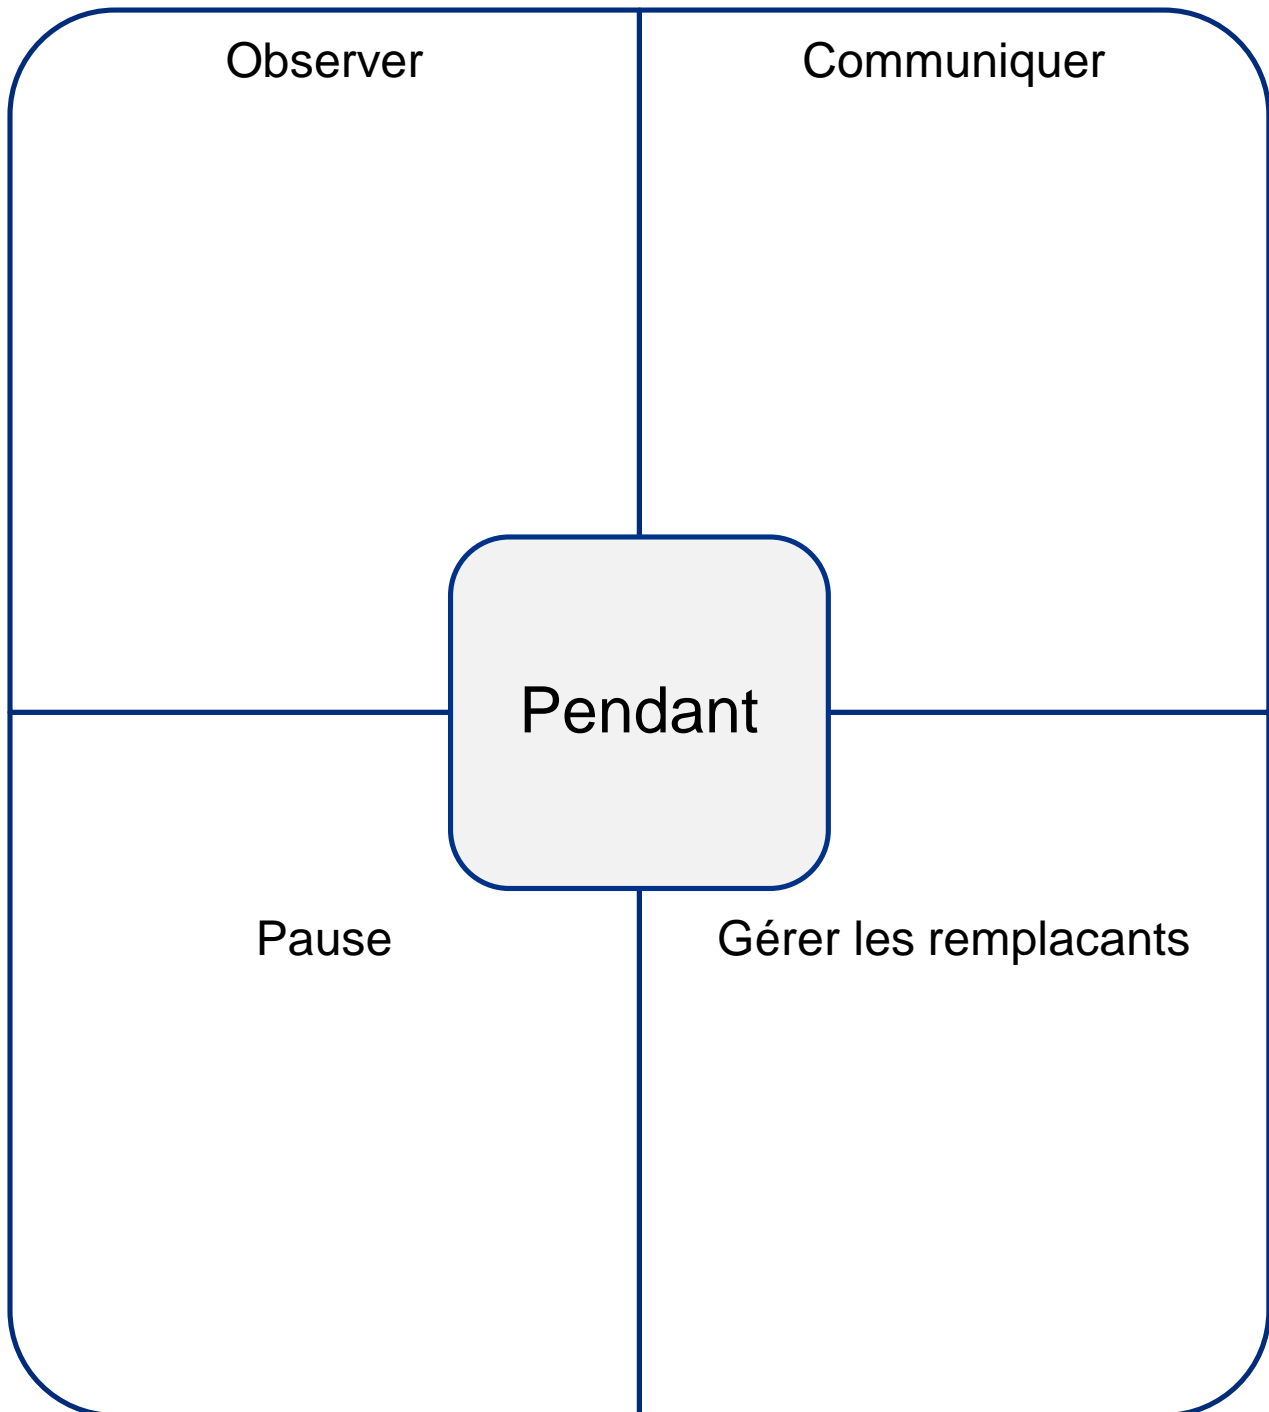 Observer
Communiquer
Pendant
Pause
Gérer les remplacants